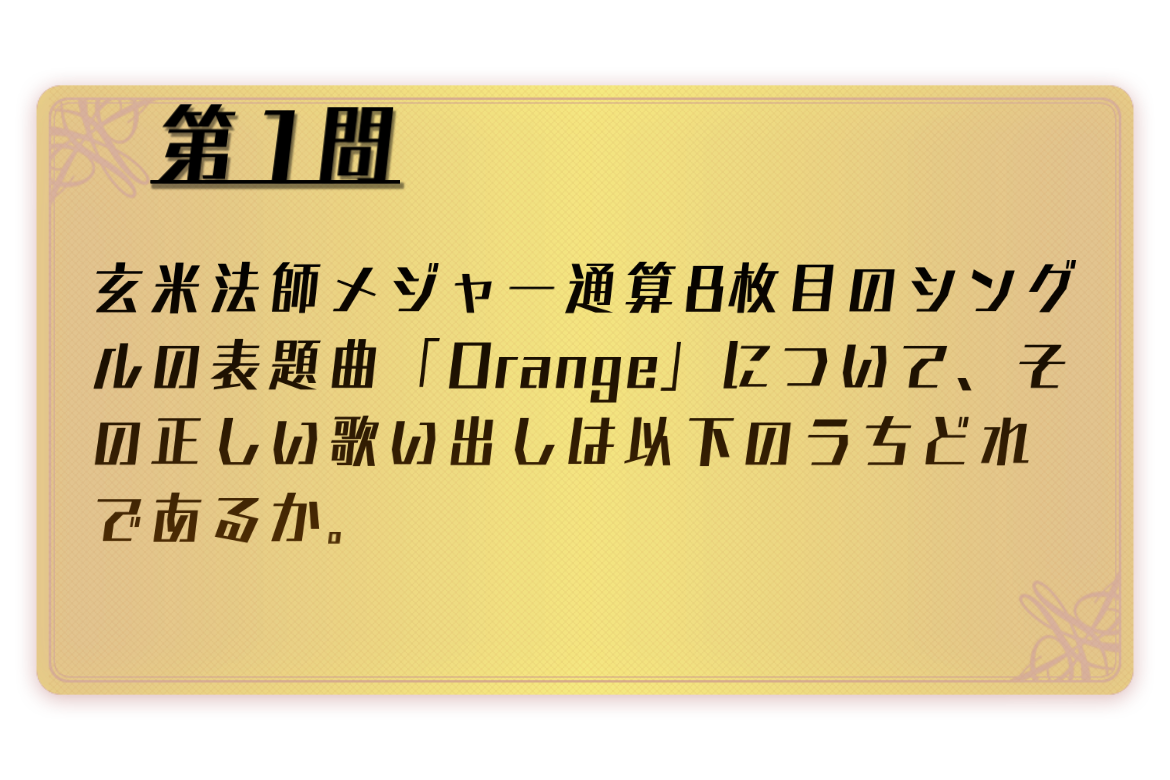 第1問
玄米法師メジャー通算8枚目のシング
ルの表題曲「Orange」について、そ
の正しい歌い出しは以下のうちどれ
であるか。